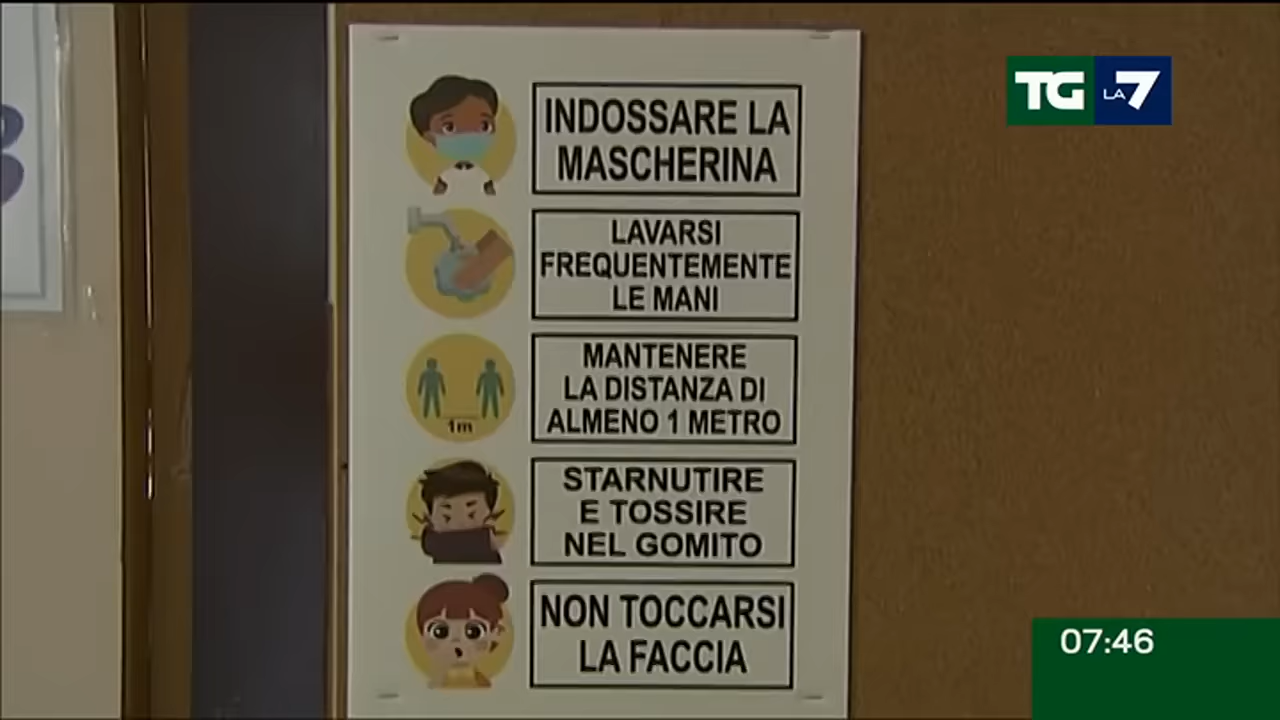 TG LA7
INDOSSARE LA
MASCHERINA
LAVARSI
FREQUENTEMENTE
LE MANI
MANTENERE
LA DISTANZA DI
ALMENO 1 METRO
1m
STARNUTIRE
E TOSSIRE
NEL GOMITO
NON TOCCARSI
LA FACCIA
07:46